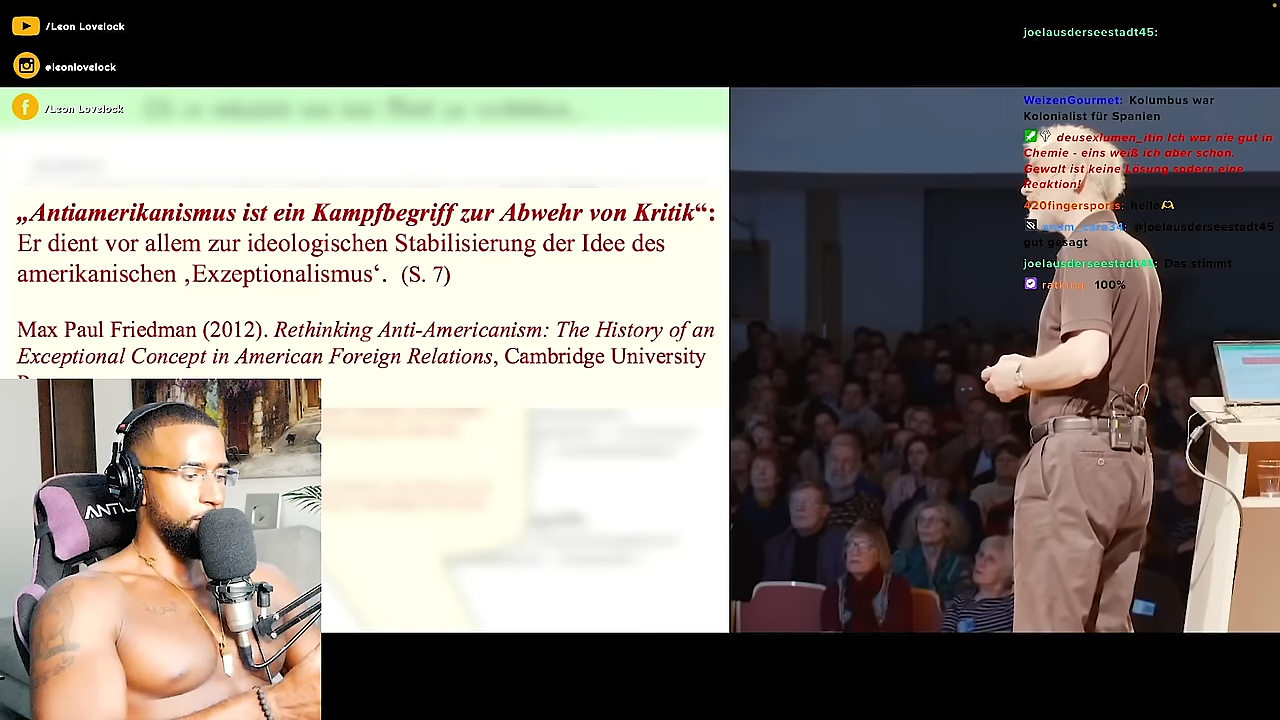 /Leon Lovelock
@leonlovelock
/Leon Lovelock
„Antiamerikanismus ist ein Kampfbegriff zur Abwehr von Kritik“:
Er dient vor allem zur ideologischen Stabilisierung der Idee des
amerikanischen ‚Exzeptionalismus‘. (S. 7)
Max Paul Friedman (2012). Rethinking Anti-Americanism: The History of an
Exceptional Concept in American Foreign Relations, Cambridge University
ANTI
joelausderseestadt45:
WeizenGourmet: Kolumbus war
Kolonialist für Spanien
deusexlumen_itin Ich war nie gut in
Chemie - eins weiß ich aber schon.
Gewalt ist keine Lösung sodern eine
Reaktion!
420fingersports: hello
@joelausderseestadt45
gut gesagt
joelausderseestadt45: Das stimmt
ratking: 100%